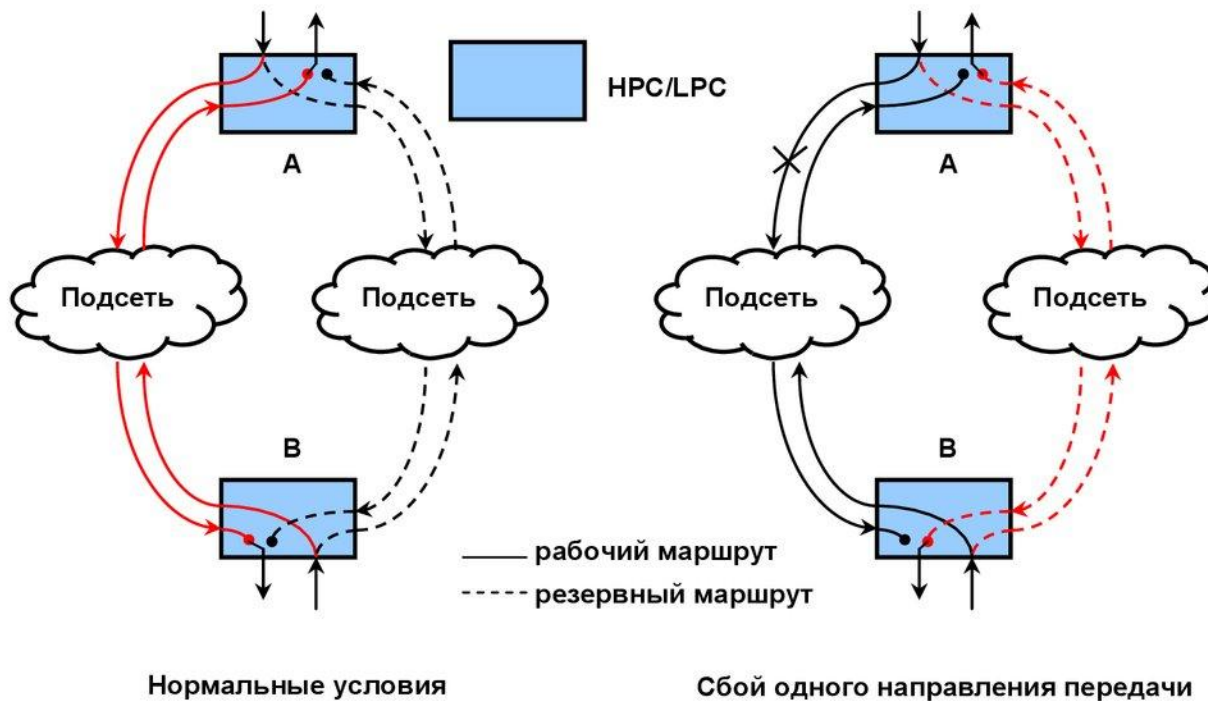 HPC/LPC
A
A
Подсеть
Подсеть
Подсеть
Подсеть
B
B
рабочий маршрут
резервный маршрут
Нормальные условия
Сбой одного направления передачи